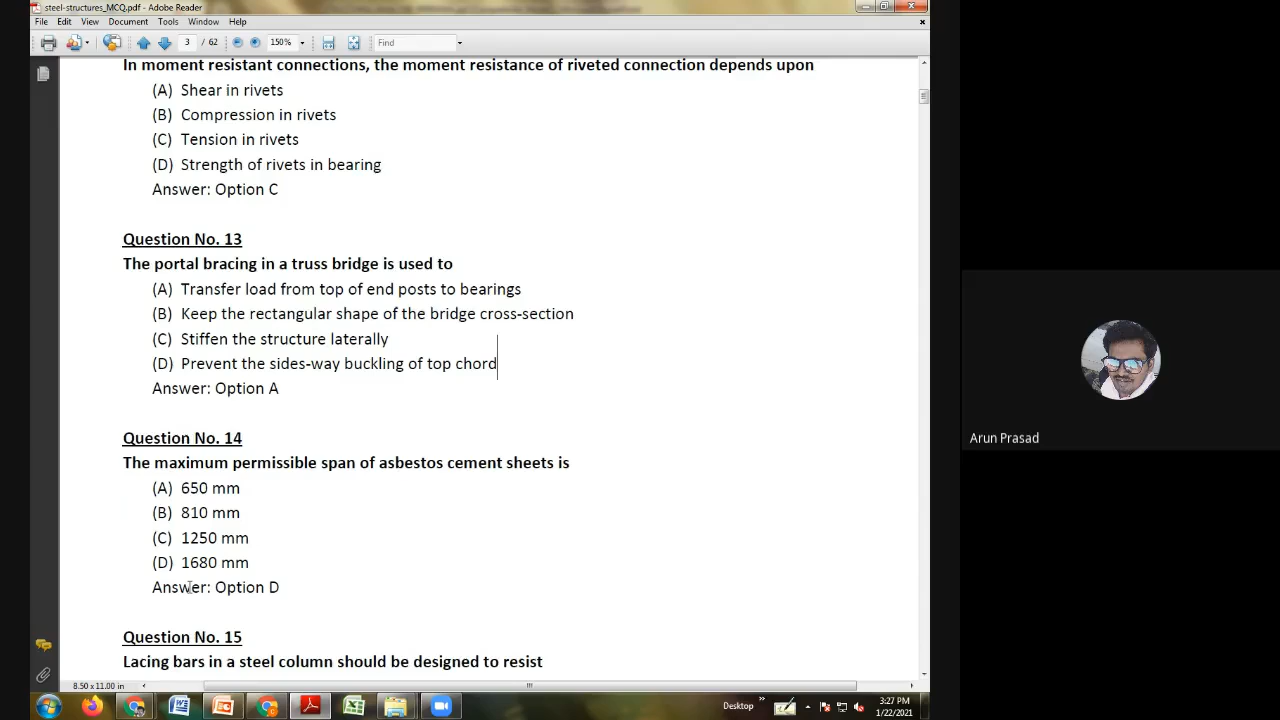 steel-structures_MCQ.pdf - Adobe Reader
File Edit View Document Tools Window Help
3 / 62 150% Find
In moment resistant connections, the moment resistance of riveted connection depends upon
(A) Shear in rivets
(B) Compression in rivets
(C) Tension in rivets
(D) Strength of rivets in bearing
Answer: Option C
Question No. 13
The portal bracing in a truss bridge is used to
(A) Transfer load from top of end posts to bearings
(B) Keep the rectangular shape of the bridge cross-section
(C) Stiffen the structure laterally
(D) Prevent the sides-way buckling of top chord
Answer: Option A
Question No. 14
The maximum permissible span of asbestos cement sheets is
(A) 650 mm
(B) 810 mm
(C) 1250 mm
(D) 1680 mm
Answer: Option D
Question No. 15
Lacing bars in a steel column should be designed to resist
8.50 x 11.00 in
Desktop
3:27 PM
1/22/2021
Arun Prasad